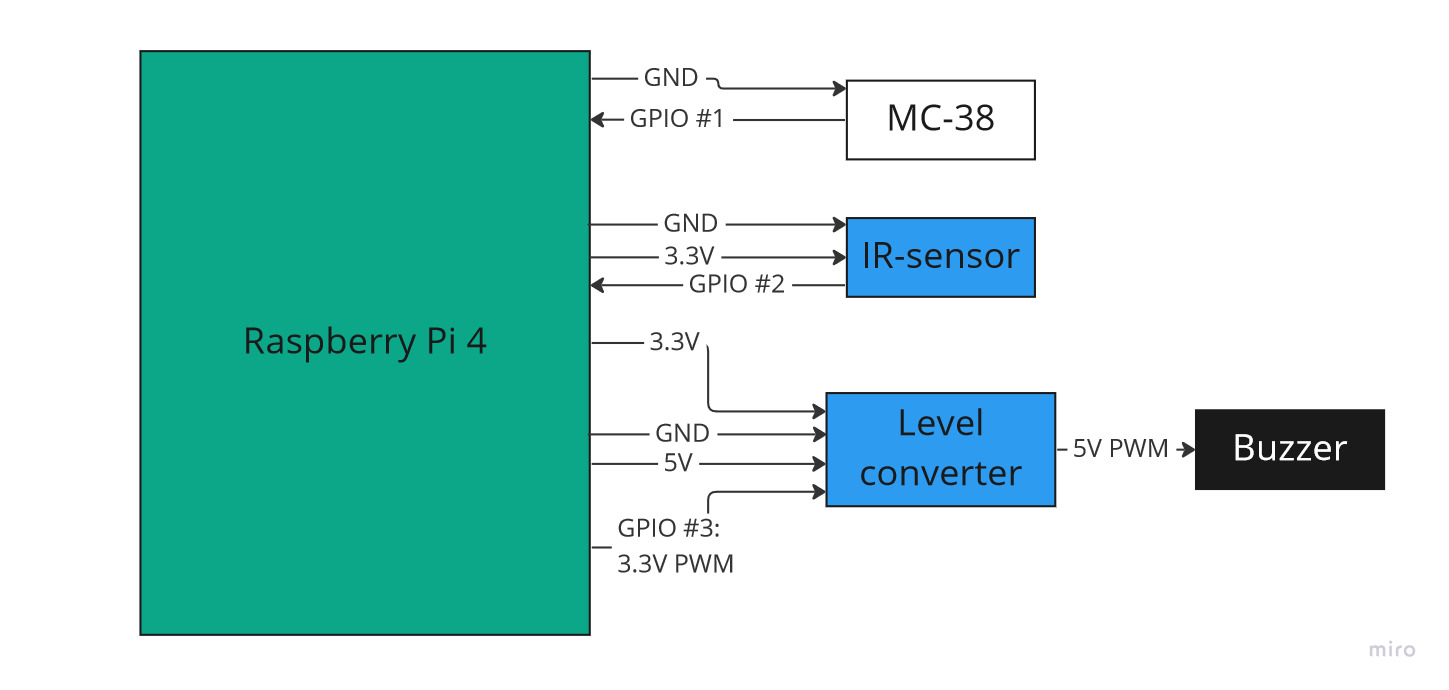 GND
GPIO #1
MC-38
GND
3.3V
GPIO #2
IR-sensor
Raspberry Pi 4
3.3V
GND
5V
GPIO #3:
3.3V PWM
Level
converter
5V PWM
Buzzer
miro